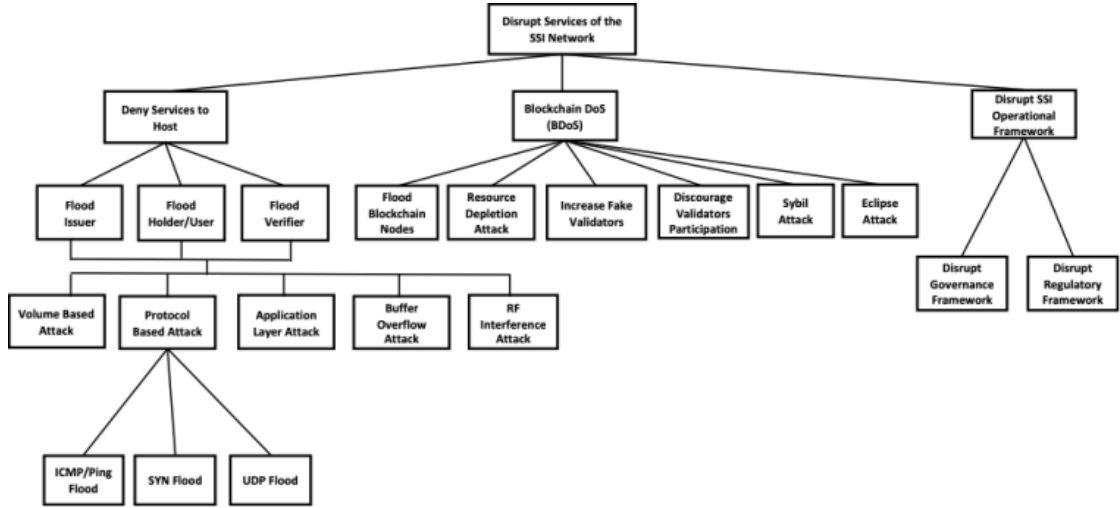 Disrupt Services of the
SSI Network
Deny Services to
Host
Blockchain DoS
(BDoS)
Disrupt SSI
Operational
Framework
Flood
Issuer
Flood
Holder/User
Flood
Verifier
Flood
Blockchain
Nodes
Resource
Depletion
Attack
Increase Fake
Validators
Discourage
Validators
Participation
Sybil
Attack
Eclipse
Attack
Disrupt
Governance
Framework
Disrupt
Regulatory
Framework
Volume Based
Attack
Protocol
Based Attack
Application
Layer Attack
Buffer
Overflow
Attack
RF
Interference
Attack
ICMP/Ping
Flood
SYN Flood
UDP Flood